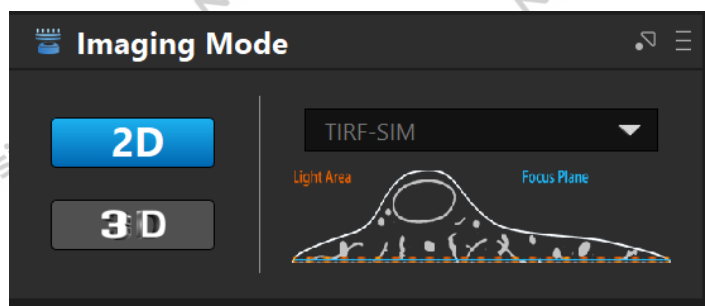 Imaging Mode
2D
TIRF-SIM
Light Area
Focus Plane
3D